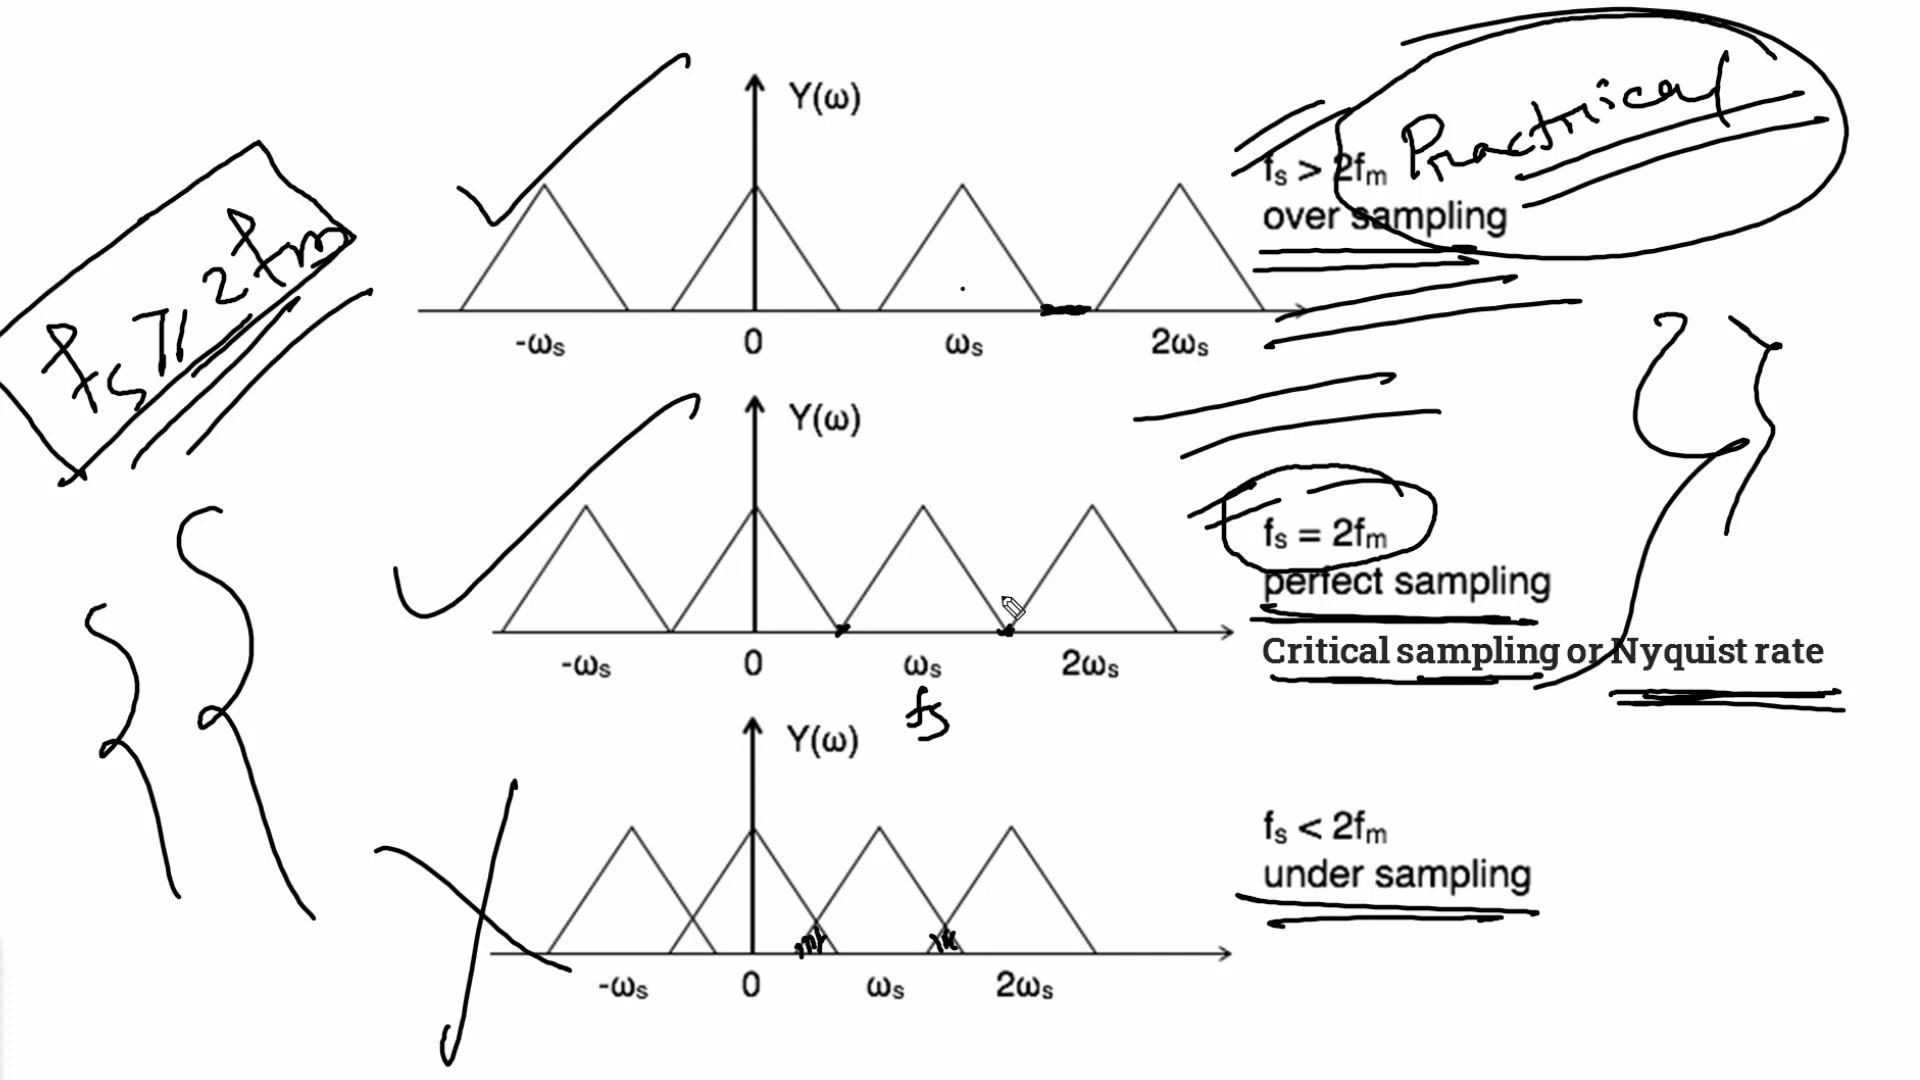 Y(ω)
Practrical
fs > 2fm
over sampling
fs ≥ 2fm
-ωs 0 ωs 2ωs
Y(ω)
fs = 2fm
perfect sampling
Critical sampling or Nyquist rate
-ωs 0 ωs 2ωs
fs
Y(ω)
fs < 2fm
under sampling
-ωs 0 ωs 2ωs